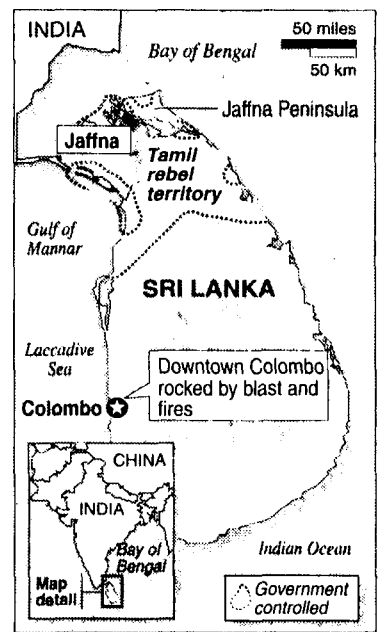 INDIA
50 miles
50 km
Bay of Bengal
Jaffna Peninsula
Jaffna
Tamil
rebel
territory
Gulf of
Mannar
SRI LANKA
Laccadive
Sea
Downtown Colombo
rocked by blast and
fires
Colombo
CHINA
INDIA
Bay of
Bengal
Map
detail
Indian Ocean
Government
controlled